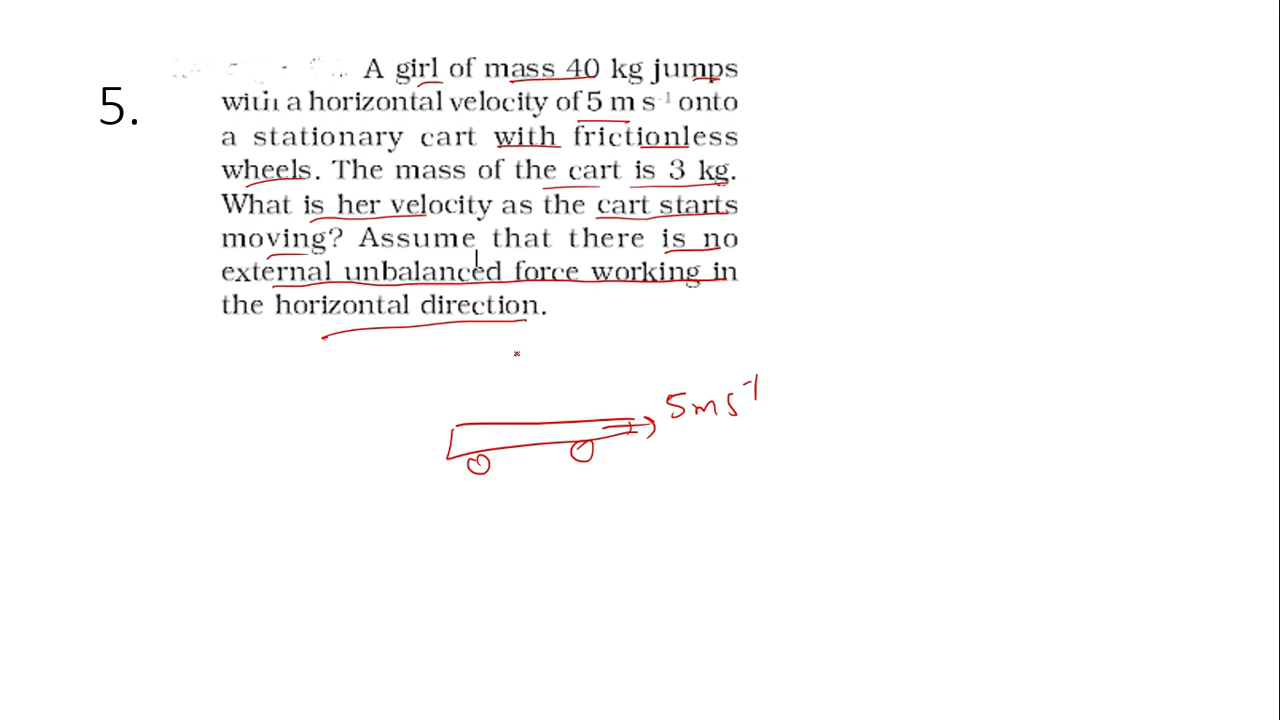 A girl of mass 40 kg jumps
5. with a horizontal velocity of 5 m s⁻¹ onto
a stationary cart with frictionless
wheels. The mass of the cart is 3 kg.
What is her velocity as the cart starts
moving? Assume that there is no
external unbalanced force working in
the horizontal direction.
5ms⁻¹